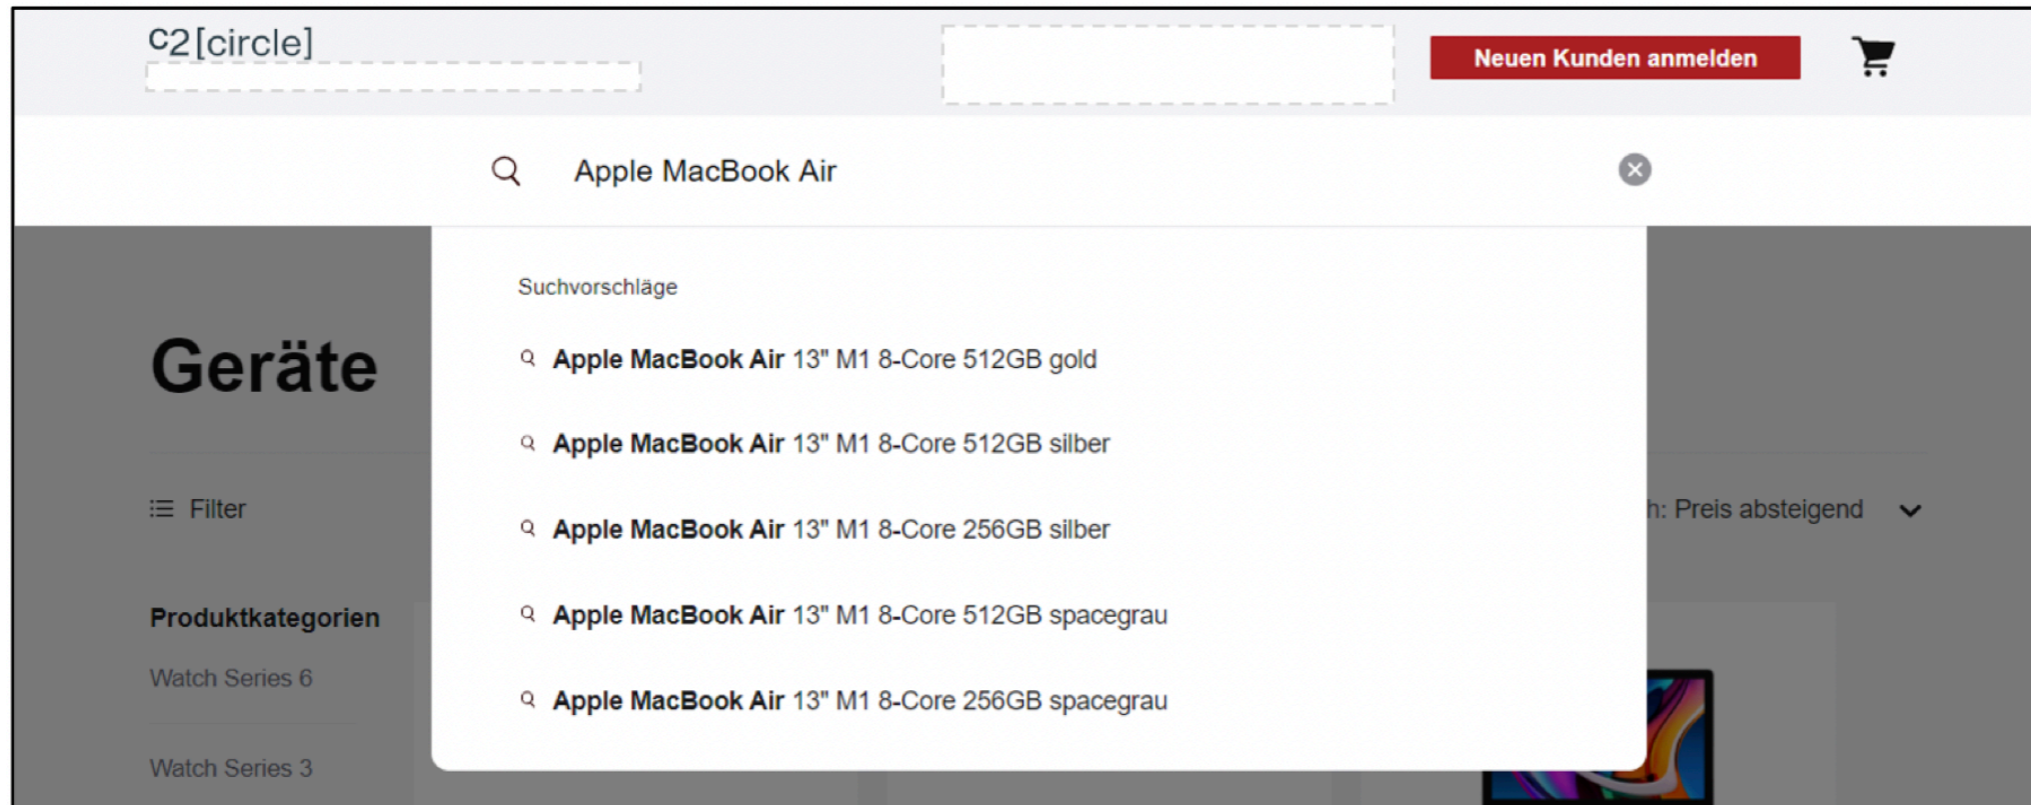 c2[circle]
Neuen Kunden anmelden
Apple MacBook Air
Suchvorschläge
Apple MacBook Air 13" M1 8-Core 512GB gold
Apple MacBook Air 13" M1 8-Core 512GB silber
Apple MacBook Air 13" M1 8-Core 256GB silber
Apple MacBook Air 13" M1 8-Core 512GB spacegrau
Apple MacBook Air 13" M1 8-Core 256GB spacegrau
Geräte
Filter
h: Preis absteigend
Produktkategorien
Watch Series 6
Watch Series 3